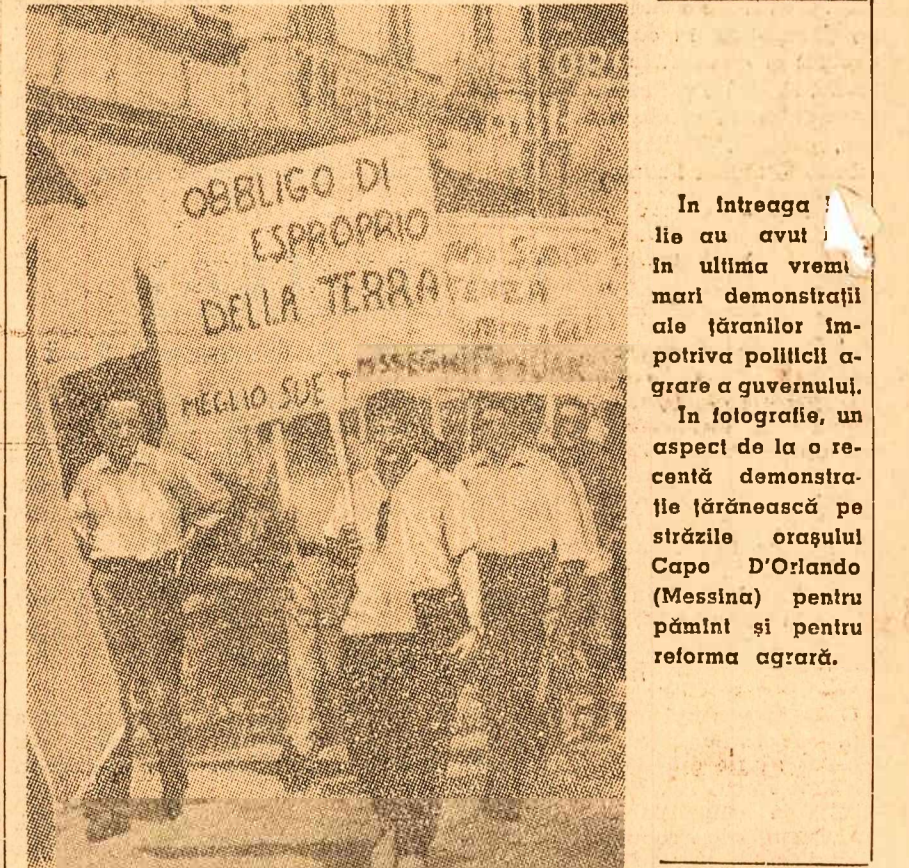 OBBLIGO DI
ESPROPRIO
DELLA TERRA
MEGLIO
In întreaga
lie au avut
în ultima
mari demonstrații
ale țăranilor îm-
potriva politicii a-
grare a guvernului.
In fotografie, un
aspect de la o re-
centă demonstra-
ție țărănească pe
străzile orașului
Capo D'Orlando
(Messina) pentru
pămînt și pentru
reforma agrară.